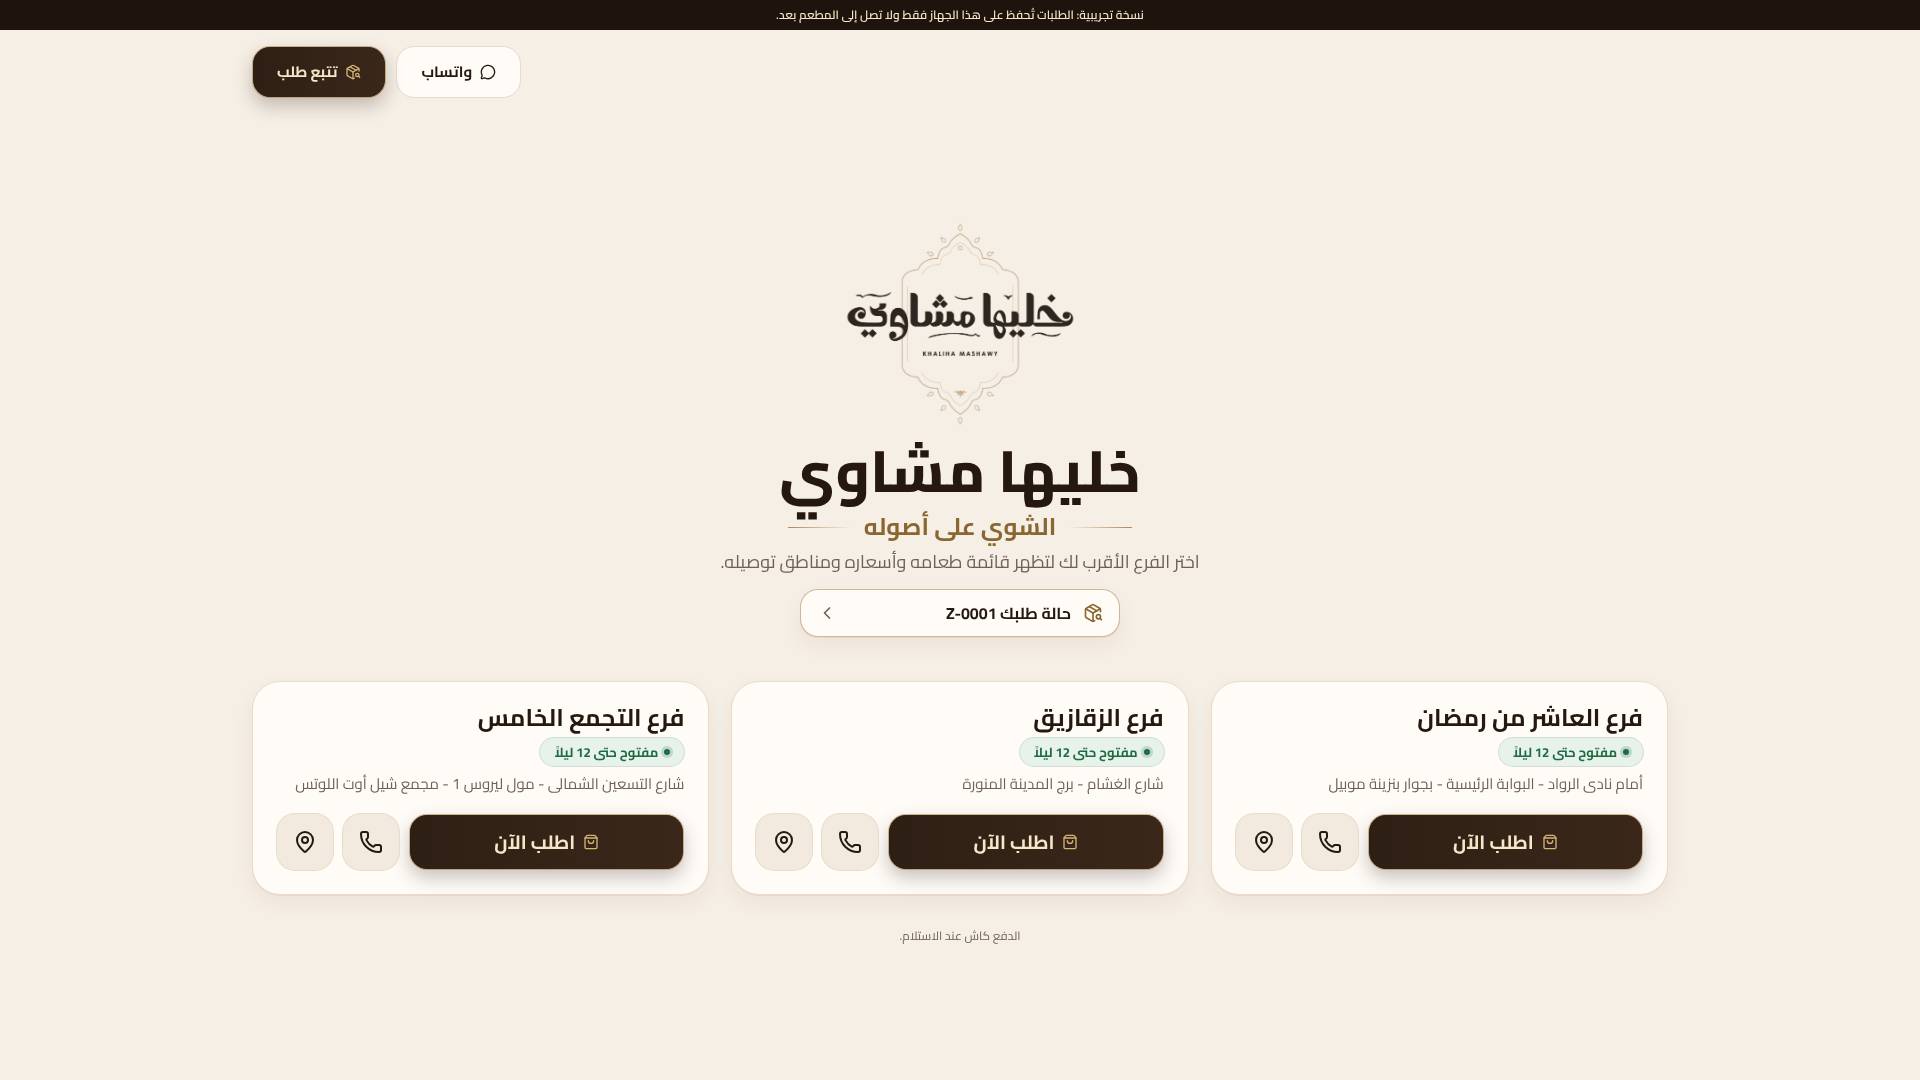 نسخة تجريبية: الطلبات تُحفظ على هذا الجهاز فقط ولا تصل إلى المطعم بعد.
واتساب
تتبع طلب
خليها مشاوي
KHALIHA MASHAWY
خليها مشاوي
الشوي على أصوله
اختر الفرع الأقرب لك لتظهر قائمة طعامه وأسعاره ومناطق توصيله.
حالة طلبك Z-0001
فرع العاشر من رمضان
مفتوح حتى 12 ليلاً
أمام نادى الرواد - البوابة الرئيسية - بجوار بنزينة موبيل
اطلب الآن
فرع الزقازيق
مفتوح حتى 12 ليلاً
شارع الغشام - برج المدينة المنورة
اطلب الآن
فرع التجمع الخامس
مفتوح حتى 12 ليلاً
شارع التسعين الشمالى - مول ليروس 1 - مجمع شيل أوت اللوتس
اطلب الآن
الدفع كاش عند الاستلام.